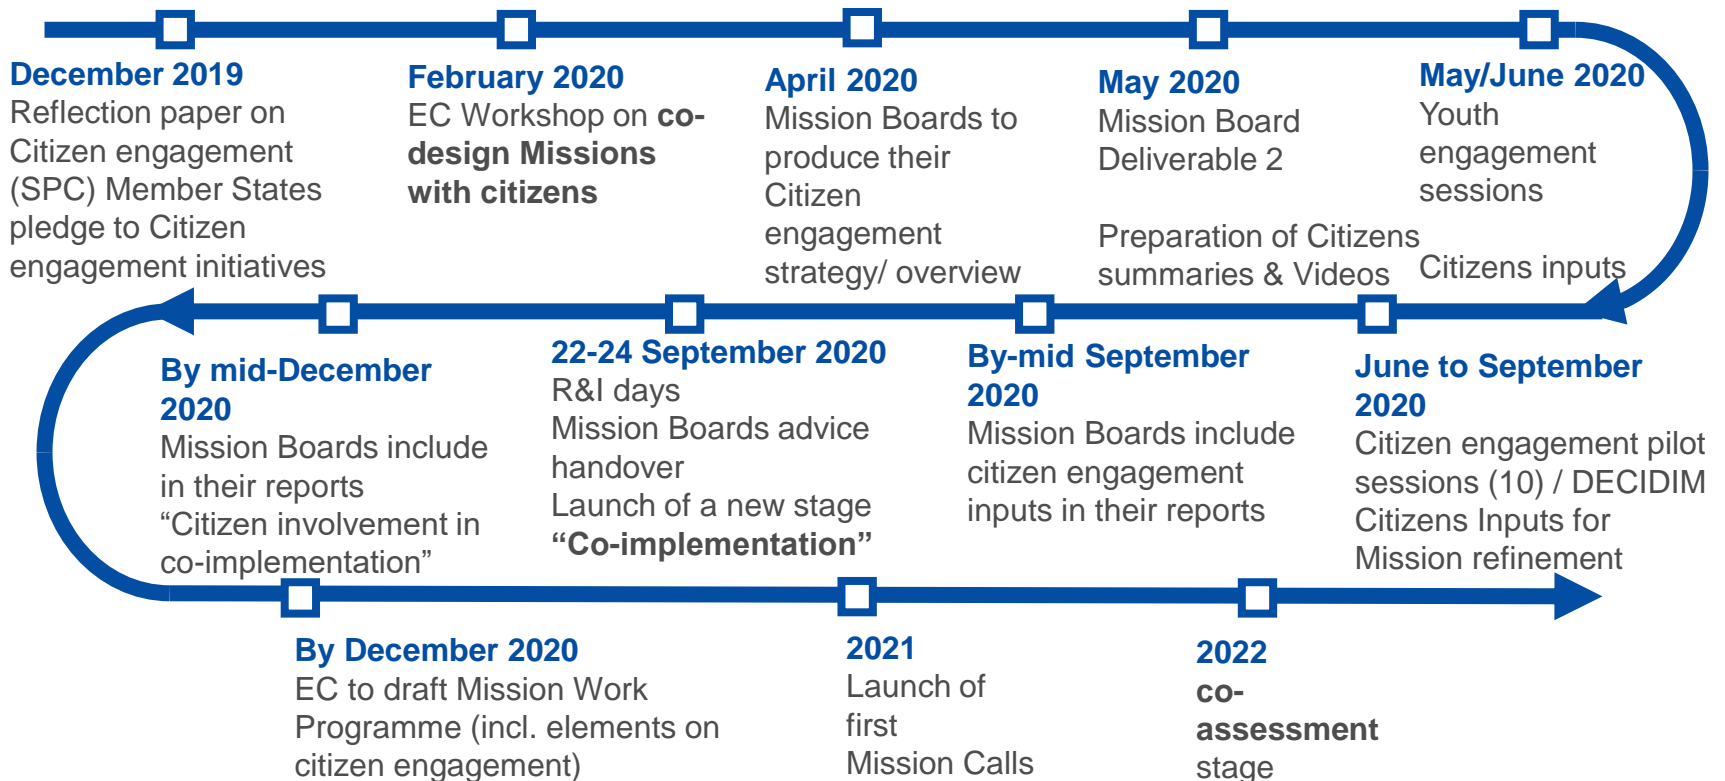 December 2019
Reflection paper on
Citizen engagement
(SPC) Member States
pledge to Citizen
engagement initiatives
February 2020
EC Workshop on co-
design Missions
with citizens
April 2020
Mission Boards to
produce their
Citizen
engagement
strategy/ overview
May 2020
Mission Board
Deliverable 2
Preparation of Citizens
summaries & Videos
May/June 2020
Youth
engagement
sessions
Citizens inputs
June to September
2020
Citizen engagement pilot
sessions (10) / DECIDIM
Citizens Inputs for
Mission refinement
By-mid September
2020
Mission Boards include
citizen engagement
inputs in their reports
22-24 September 2020
R&I days
Mission Boards advice
handover
Launch of a new stage
“Co-implementation”
By mid-December
2020
Mission Boards include
in their reports
“Citizen involvement in
co-implementation”
By December 2020
EC to draft Mission Work
Programme (incl. elements on
citizen engagement)
2021
Launch of
first
Mission Calls
2022
co-
assessment
stage